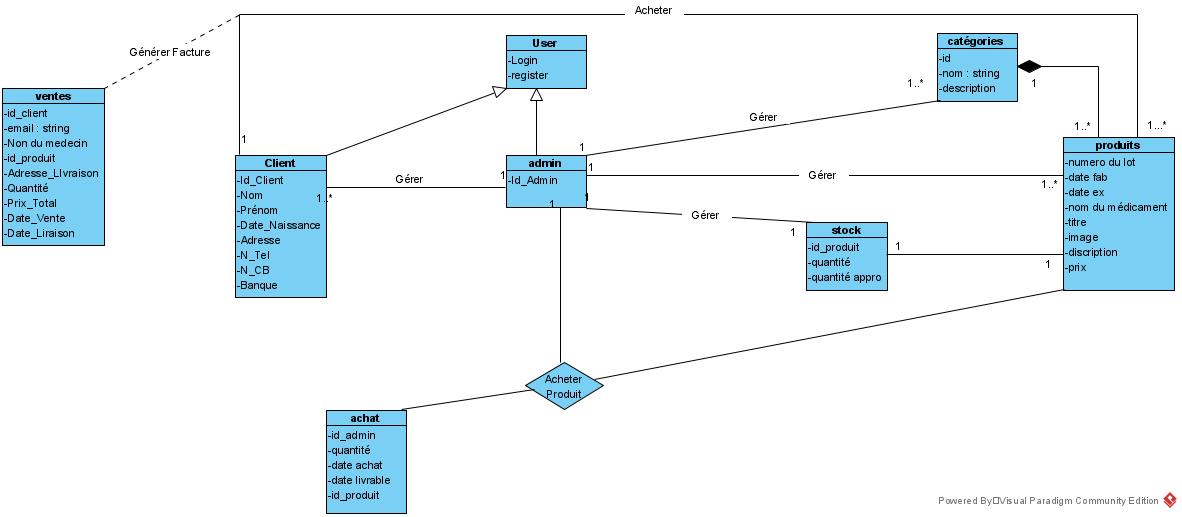 Acheter
Générer Facture
User
-Login
-register
catégories
-id
-nom : string
-description
1
1..*
Gérer
1..*
1...*
ventes
-id_client
-email : string
-Non du medecin
-id_produit
-Adresse_LIvraison
-Quantité
-Prix_Total
-Date_Vente
-Date_Liraison
1
Client
-Id_Client
-Nom
-Prénom
-Date_Naissance
-Adresse
-N_Tel
-N_CB
-Banque
1..*
Gérer
1
admin
-Id_Admin
1
1
1
1
Gérer
1..*
produits
-numero du lot
-date fab
-date ex
-nom du médicament
-titre
-image
-discription
-prix
Gérer
1
stock
-id_produit
-quantité
-quantité appro
1
1
Acheter
Produit
achat
-id_admin
-quantité
-date achat
-date livrable
-id_produit
Powered By Visual Paradigm Community Edition